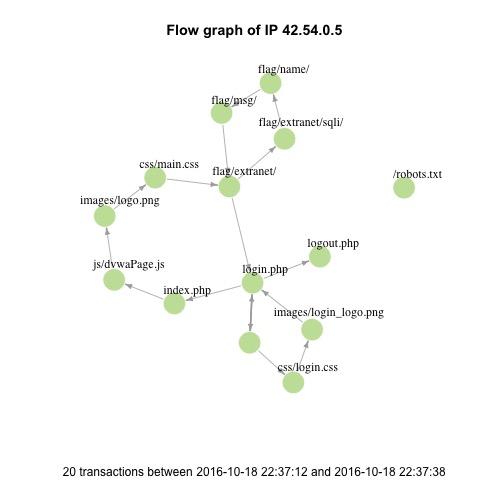 Flow graph of IP 42.54.0.5
flag/name/
flag/msg/
flag/extranet/sqli/
css/main.css
flag/extranet/
/robots.txt
images/logo.png
logout.php
js/dvwaPage.js
login.php
index.php
images/login_logo.png
css/login.css
20 transactions between 2016-10-18 22:37:12 and 2016-10-18 22:37:38